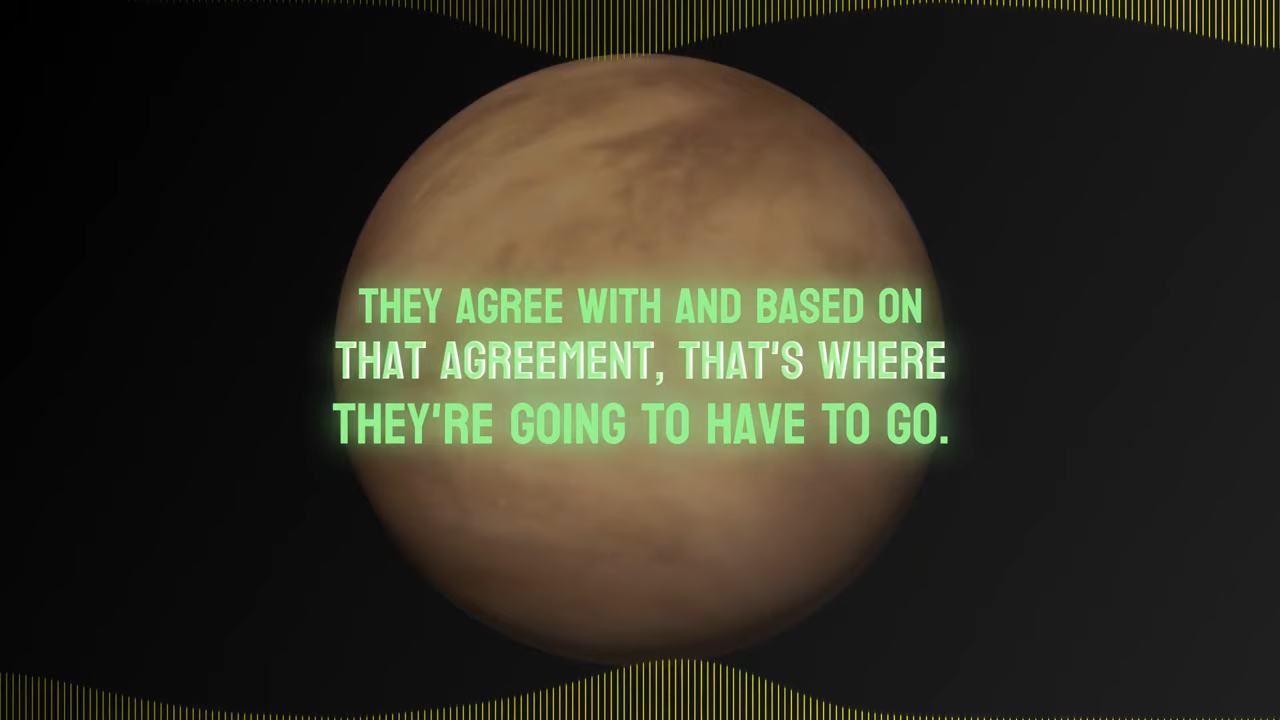 THEY AGREE WITH AND BASED ON
THAT AGREEMENT, THAT'S WHERE
THEY'RE GOING TO HAVE TO GO.